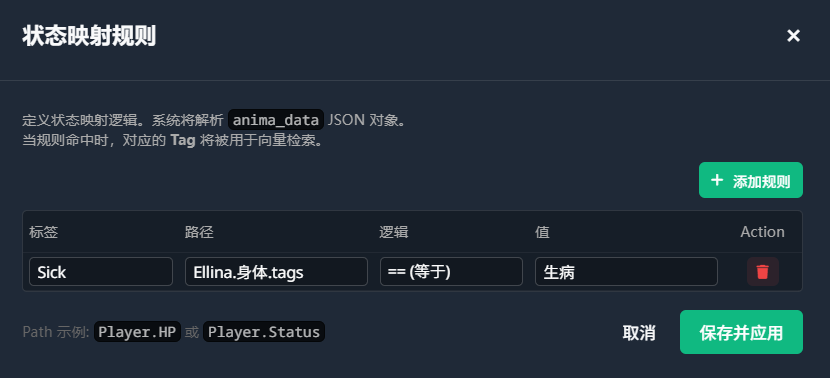 状态映射规则
×
定义状态映射逻辑。系统将解析 anima_data JSON 对象。
当规则命中时，对应的 Tag 将被用于向量检索。
+ 添加规则
标签 路径 逻辑 值 Action
Sick Ellina.身体.tags == (等于) 生病
Path 示例: Player.HP 或 Player.Status
取消 保存并应用